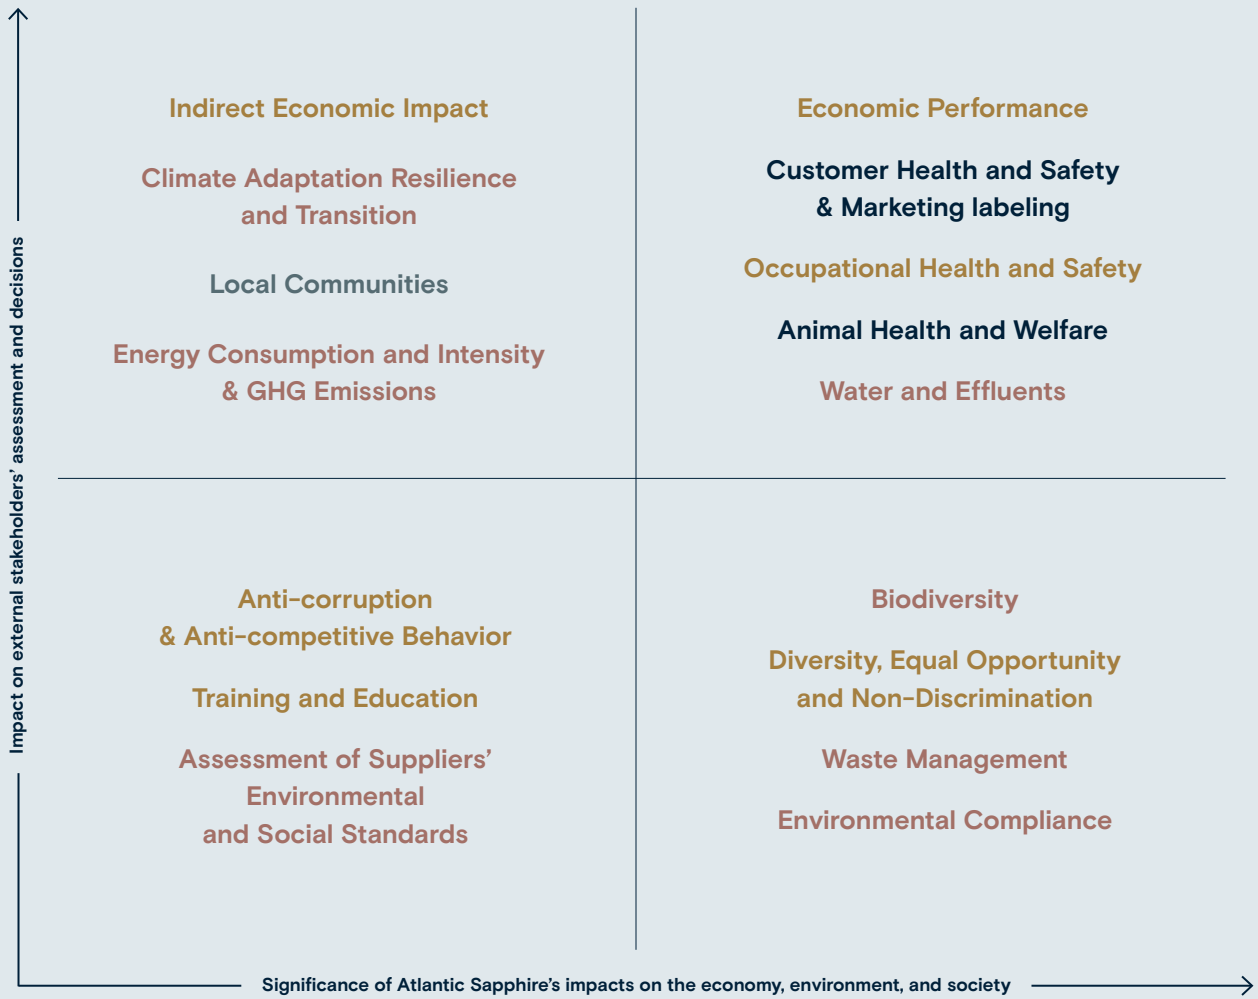 Impact on external stakeholders’ assessment and decisions
Indirect Economic Impact
Climate Adaptation Resilience
and Transition
Local Communities
Energy Consumption and Intensity
& GHG Emissions
Economic Performance
Customer Health and Safety
& Marketing labeling
Occupational Health and Safety
Animal Health and Welfare
Water and Effluents
Anti-corruption
& Anti-competitive Behavior
Training and Education
Assessment of Suppliers’
Environmental
and Social Standards
Biodiversity
Diversity, Equal Opportunity
and Non-Discrimination
Waste Management
Environmental Compliance
Significance of Atlantic Sapphire’s impacts on the economy, environment, and society